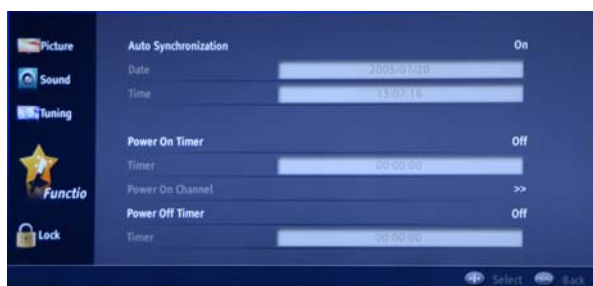 Picture
Sound
Tuning
Functio
Lock
Auto Synchronization On
Date 2005/07/20
Time 15:07:16
Power On Timer Off
Timer 00:00:00
Power On Channel >>
Power Off Timer Off
Timer 00:00:00
Select Back